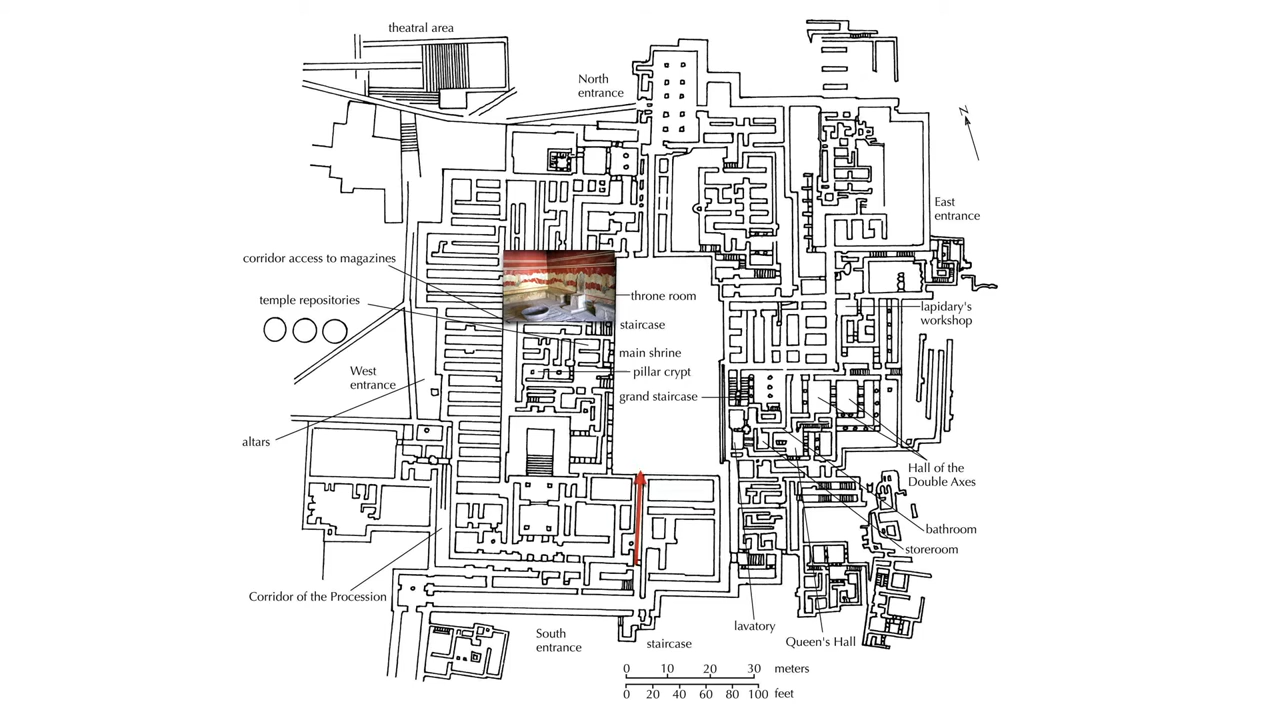 theatral area
North
entrance
N
East
entrance
corridor access to magazines
temple repositories
throne room
lapidary's
workshop
staircase
main shrine
pillar crypt
West
entrance
grand staircase
altars
Hall of the
Double Axes
bathroom
storeroom
Corridor of the Procession
South
entrance
staircase
lavatory
Queen's Hall
0 10 20 30 meters
0 20 40 60 80 100 feet